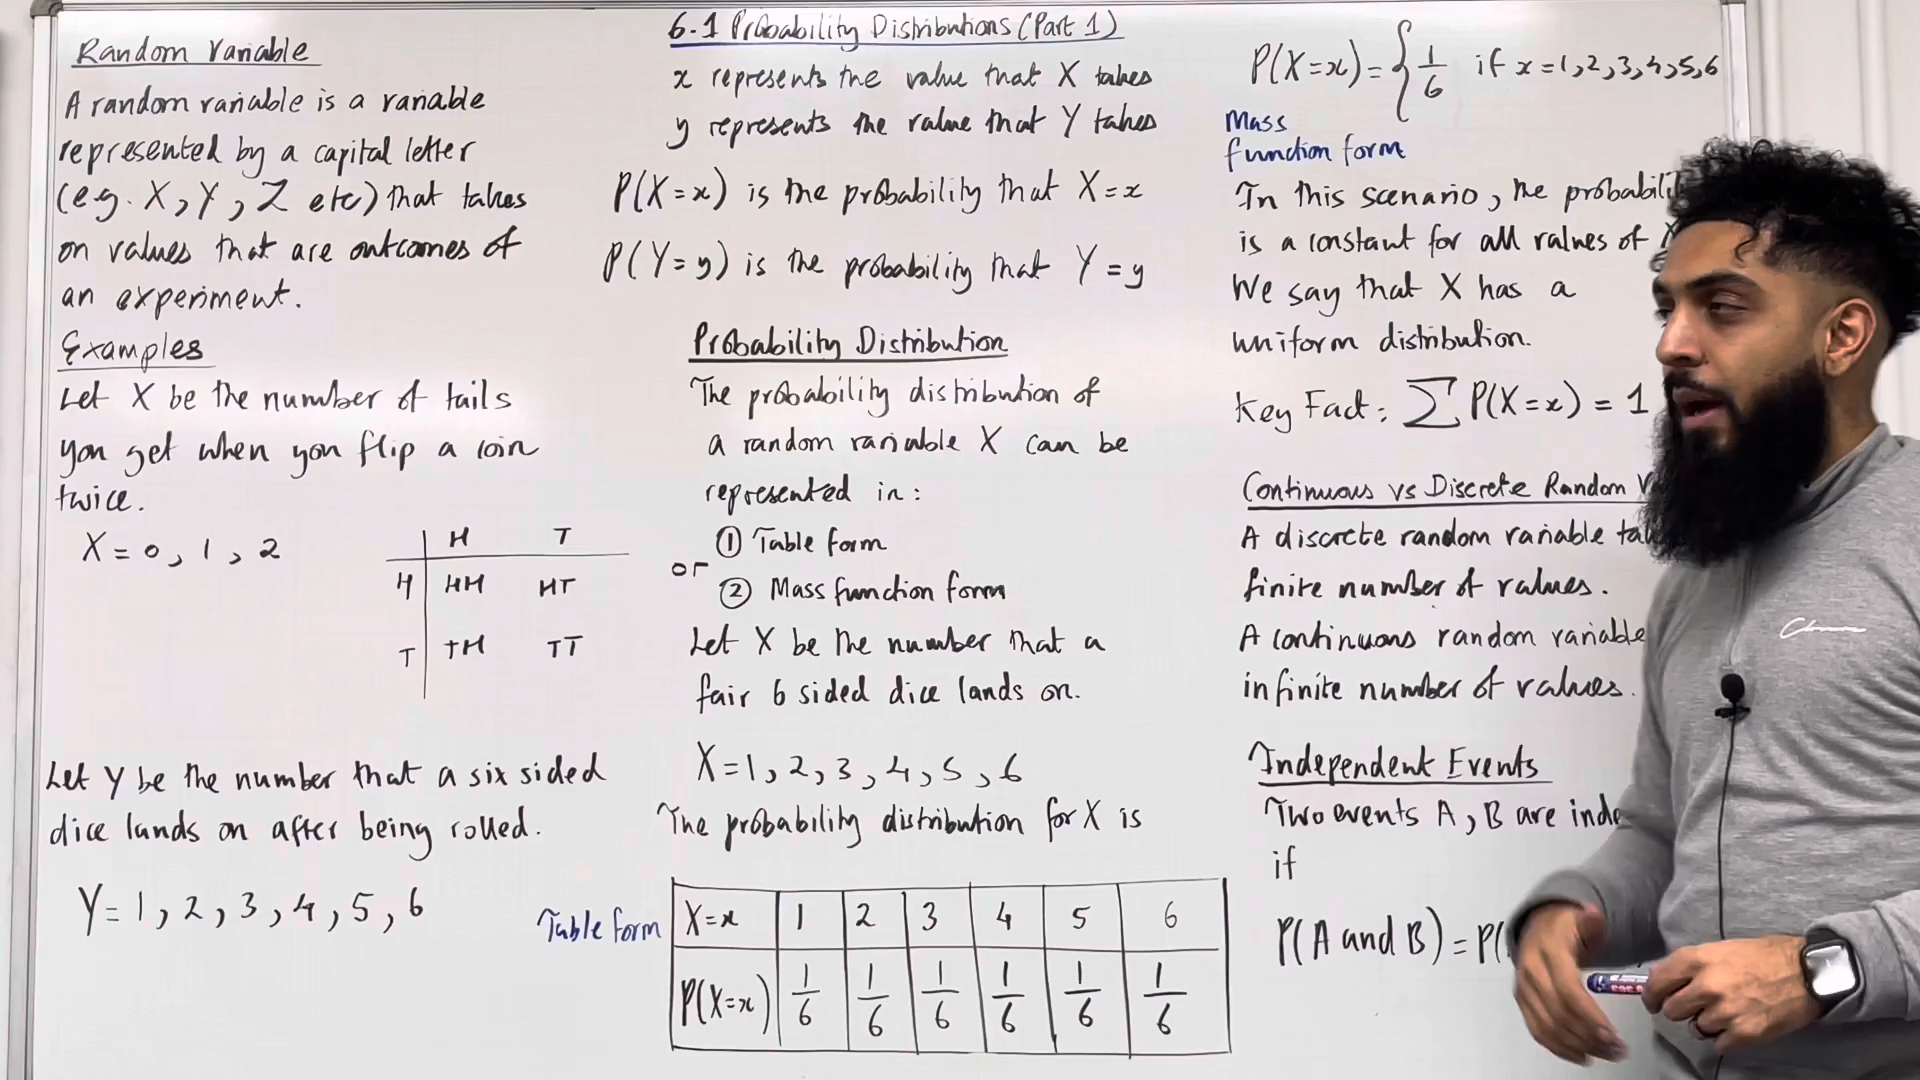 Random Variable
A random variable is a variable
represented by a capital letter
(e.g. X, Y, Z etc) that takes
on values that are outcomes of
an experiment.
Examples
Let X be the number of tails
you get when you flip a coin
twice.
X = 0, 1, 2
H T
H HH HT
T TH TT
Let Y be the number that a six sided
dice lands on after being rolled.
Y = 1, 2, 3, 4, 5, 6
6.1 Probability Distributions (Part 1)
x represents the value that X takes
y represents the value that Y takes
P(X=x) is the probability that X=x
P(Y=y) is the probability that Y=y
Probability Distribution
The probability distribution of
a random variable X can be
represented in:
① Table form
or
② Mass function form
Let X be the number that a
fair 6 sided dice lands on.
X=1, 2, 3, 4, 5, 6
The probability distribution for X is
Table form
X=x 1 2 3 4 5 6
P(X=x) 1/6 1/6 1/6 1/6 1/6 1/6
P(X=x) = { 1/6 if x=1,2,3,4,5,6
Mass
function form
In this scenario, the
is a constant for all values of
We say that X has a
uniform distribution.
Key Fact: ∑ P(X=x) = 1
Continuous vs Discrete Random
A discrete random variable
finite number of values.
A continuous random variable
infinite number of values.
Independent Events
Two events A, B are
if
P(A and B) = P(